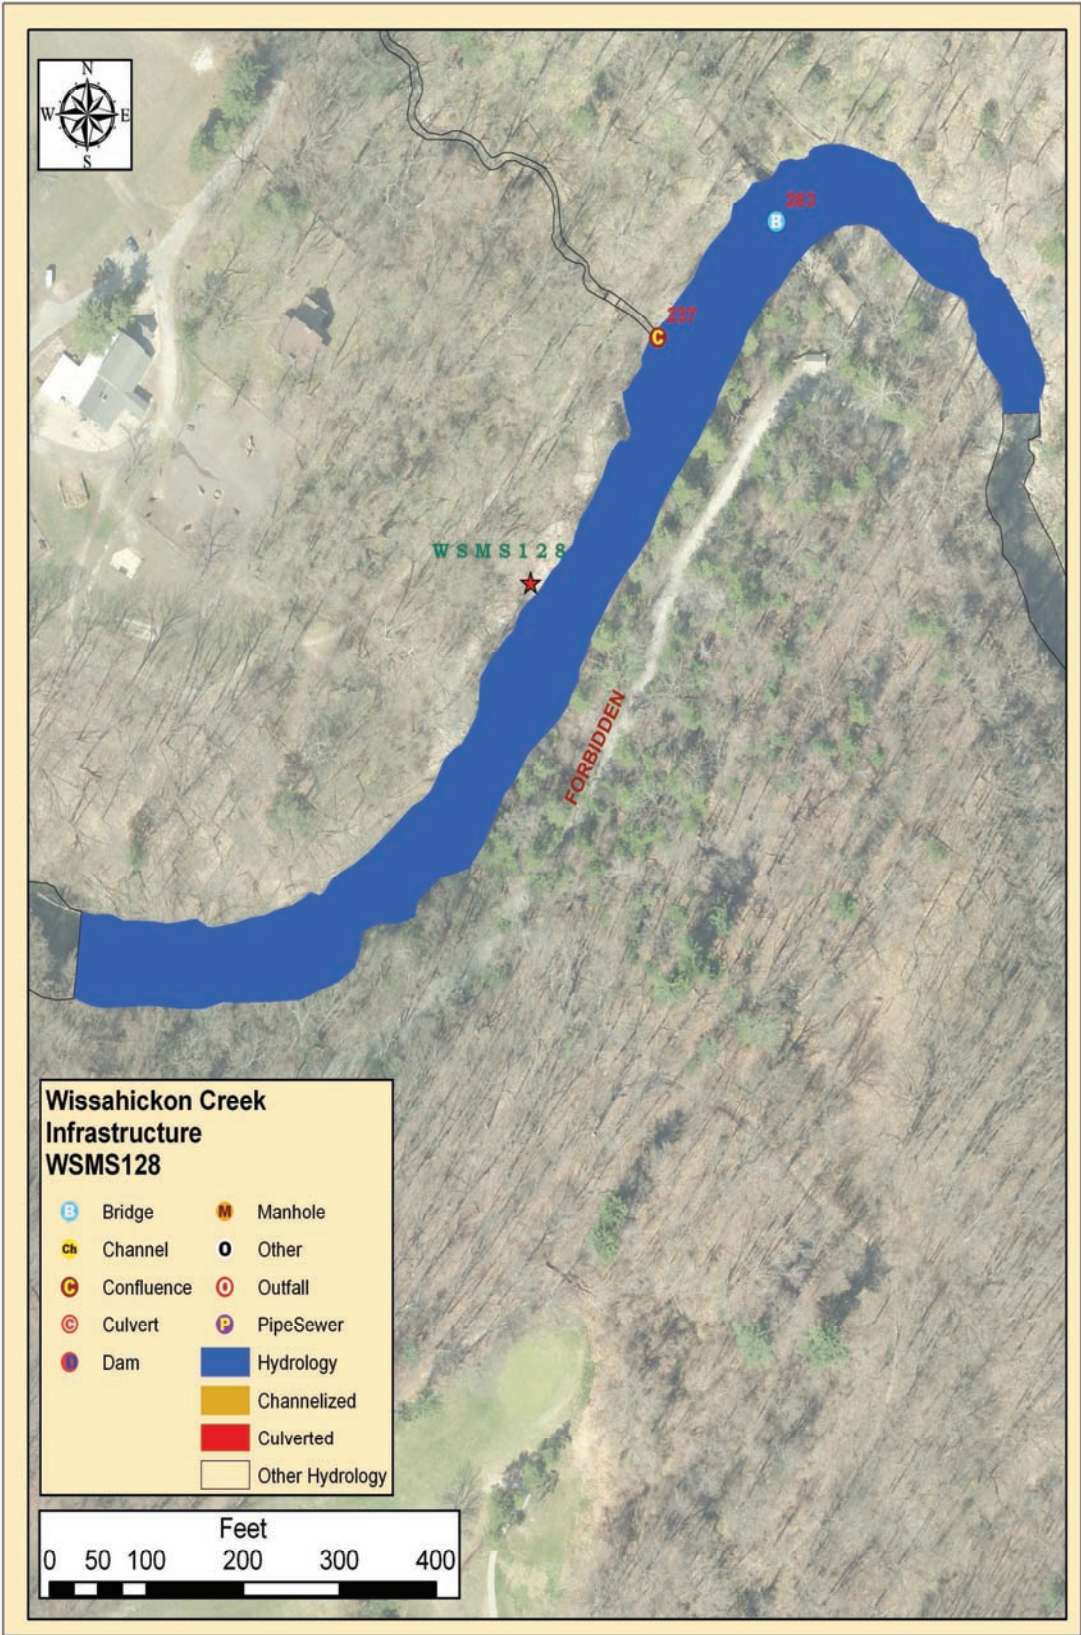 N
W E
S
263
B
237
C
WSMS128
FORBIDDEN
Wissahickon Creek
Infrastructure
WSMS128
B Bridge
M Manhole
Ch Channel
O Other
C Confluence
O Outfall
C Culvert
P PipeSewer
D Dam
Hydrology
Channelized
Culverted
Other Hydrology
Feet
0 50 100 200 300 400